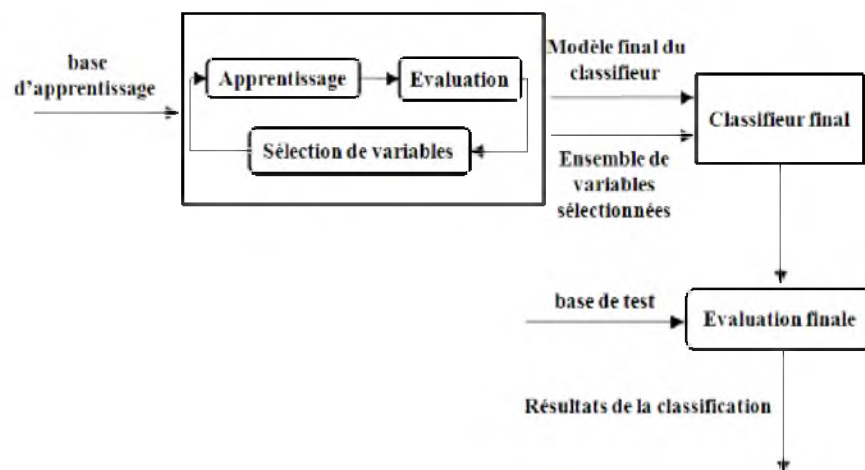 base
d'apprentissage
Apprentissage
Evaluation
Sélection de variables
Modèle final du
classifieur
Ensemble de
variables
sélectionnées
Classifieur final
base de test
Evaluation finale
Résultats de la classification